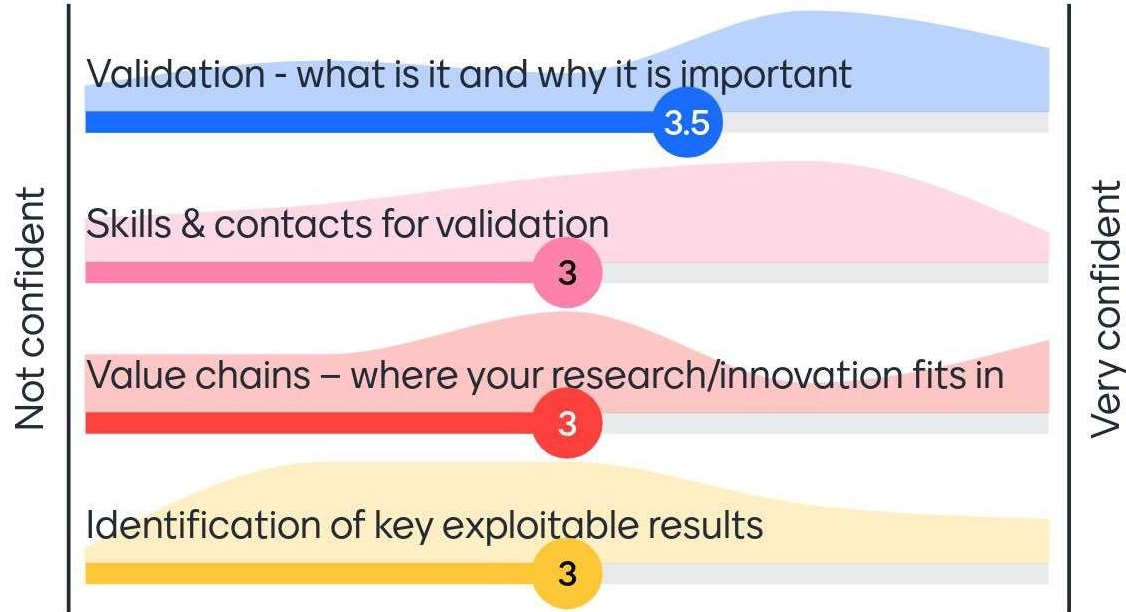 Not confident
Validation - what is it and why it is important
3.5
Skills & contacts for validation
3
Value chains – where your research/innovation fits in
3
Identification of key exploitable results
3
Very confident